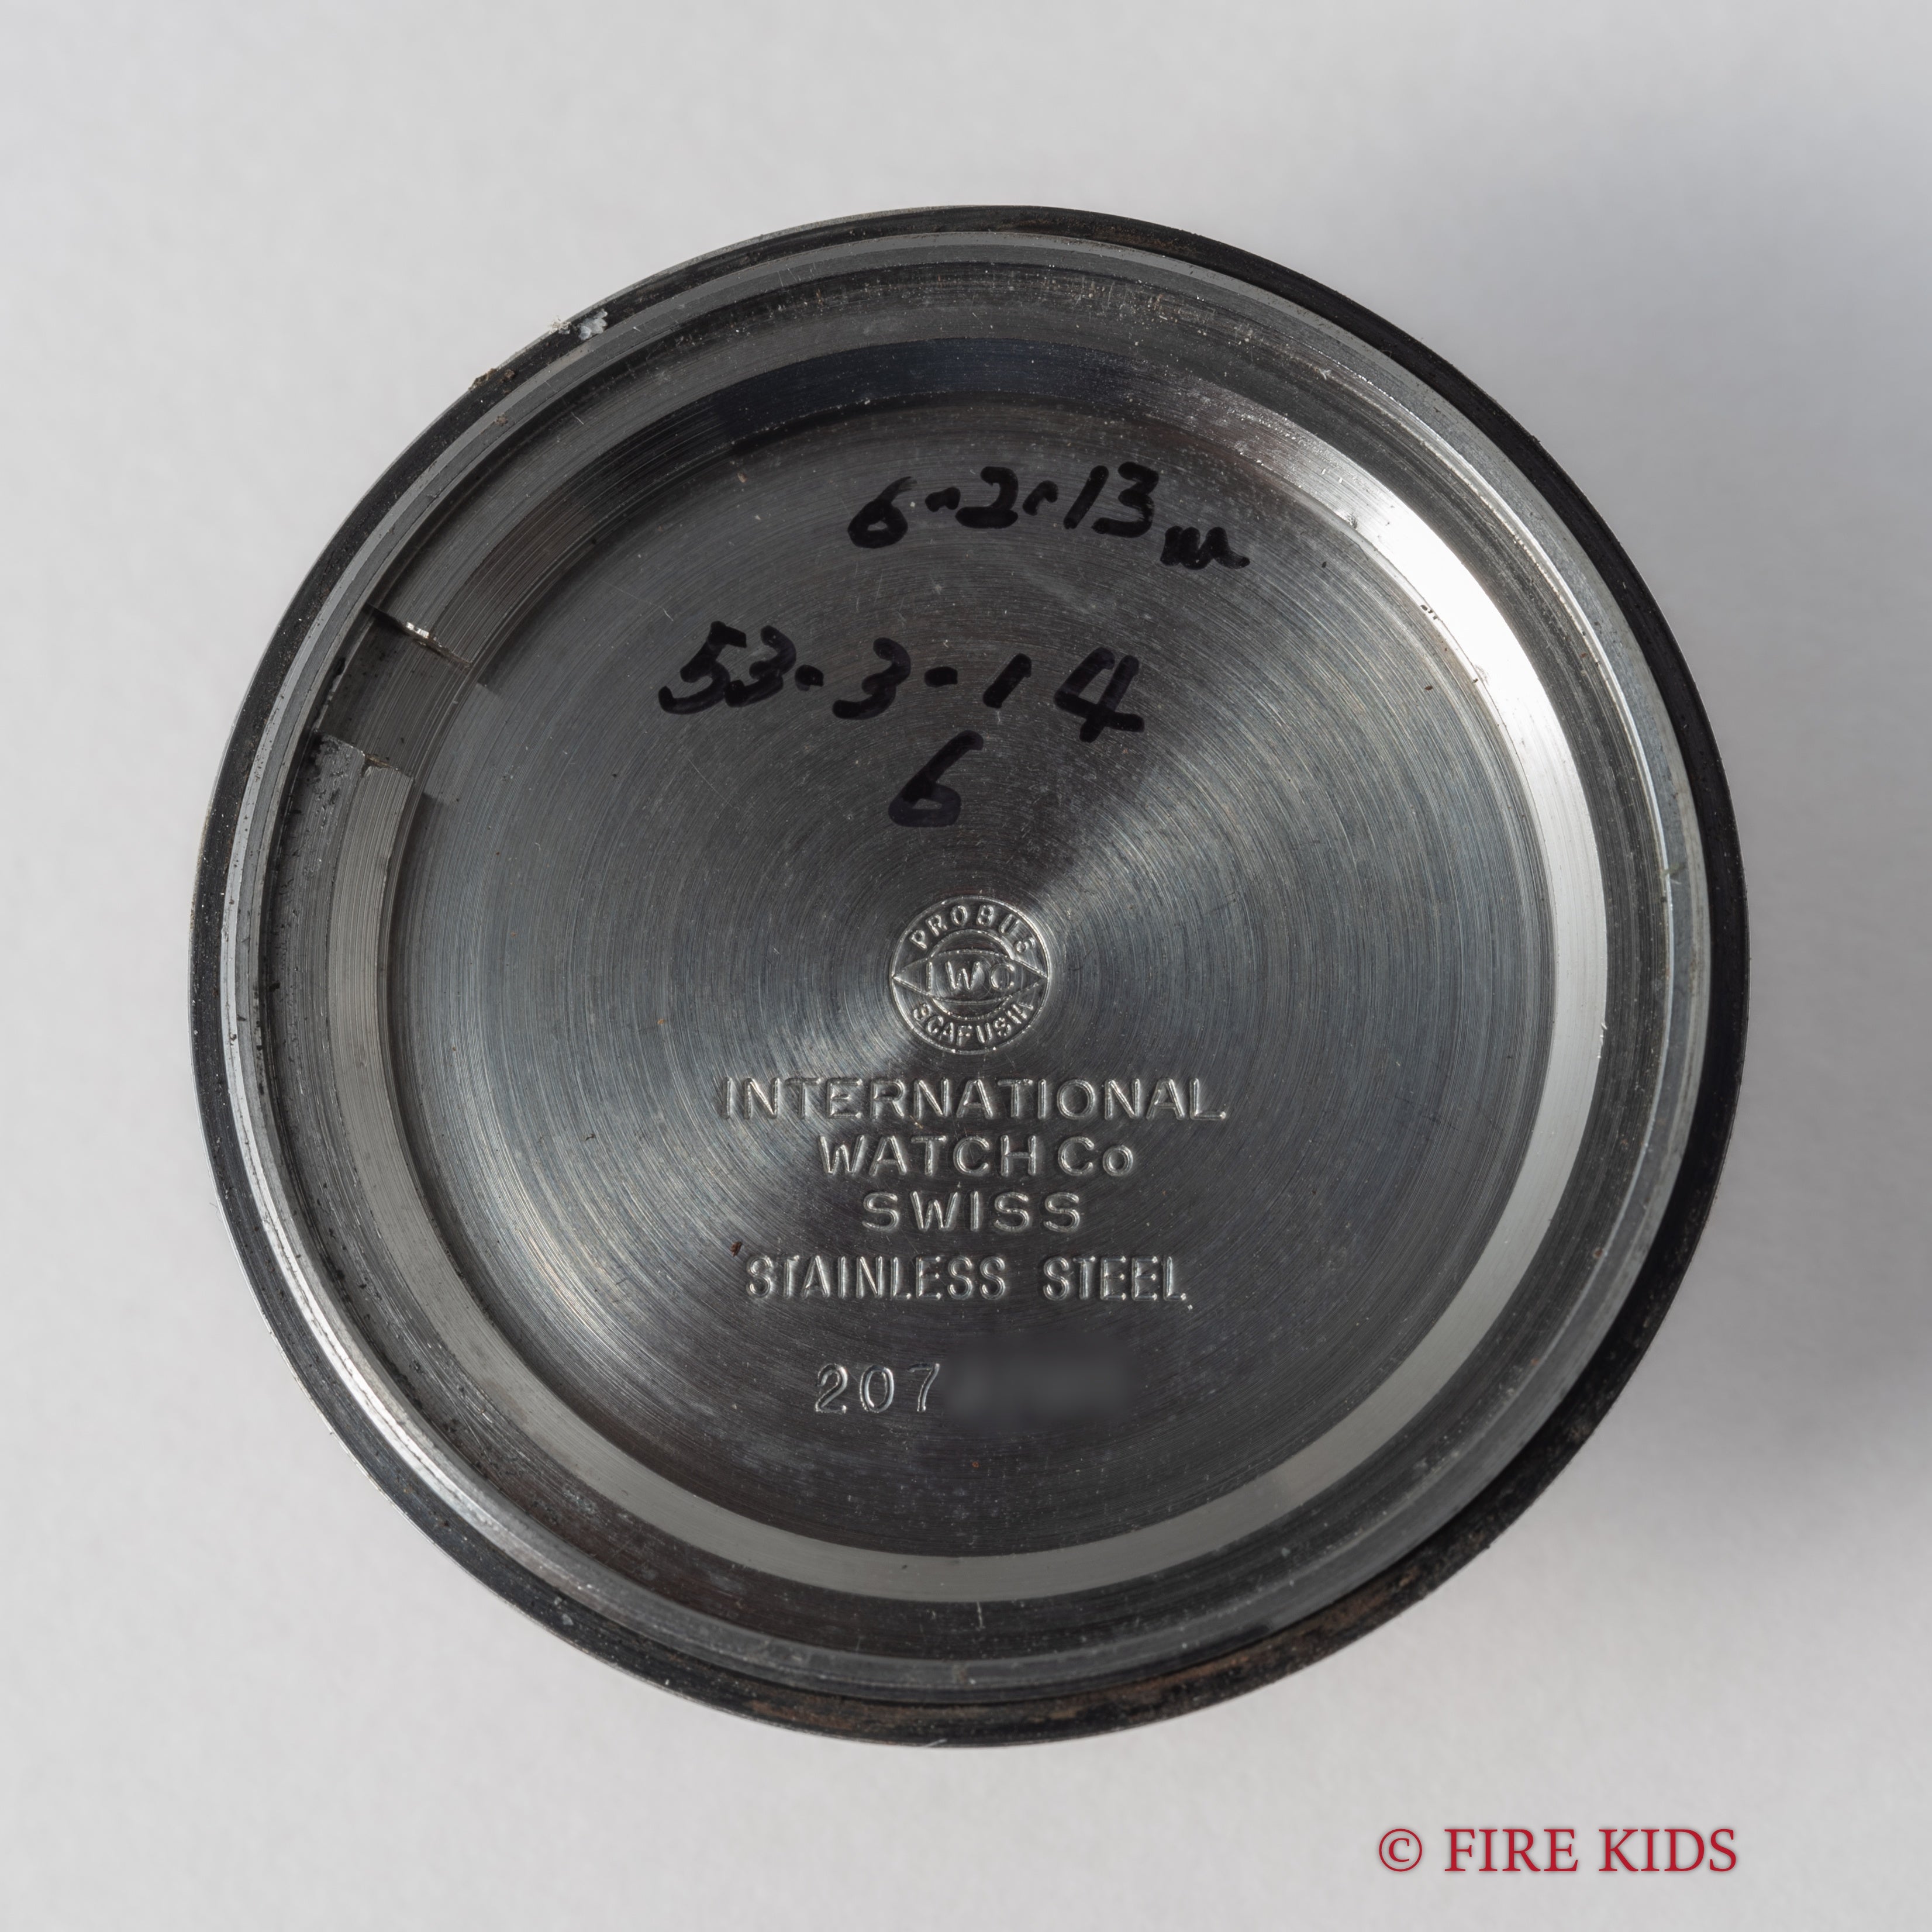 6-2-13
53-3-14
6
PROBUS
IWC
SCAFUSIA
INTERNATIONAL
WATCH Co
SWISS
STAINLESS STEEL
207
© FIRE KIDS